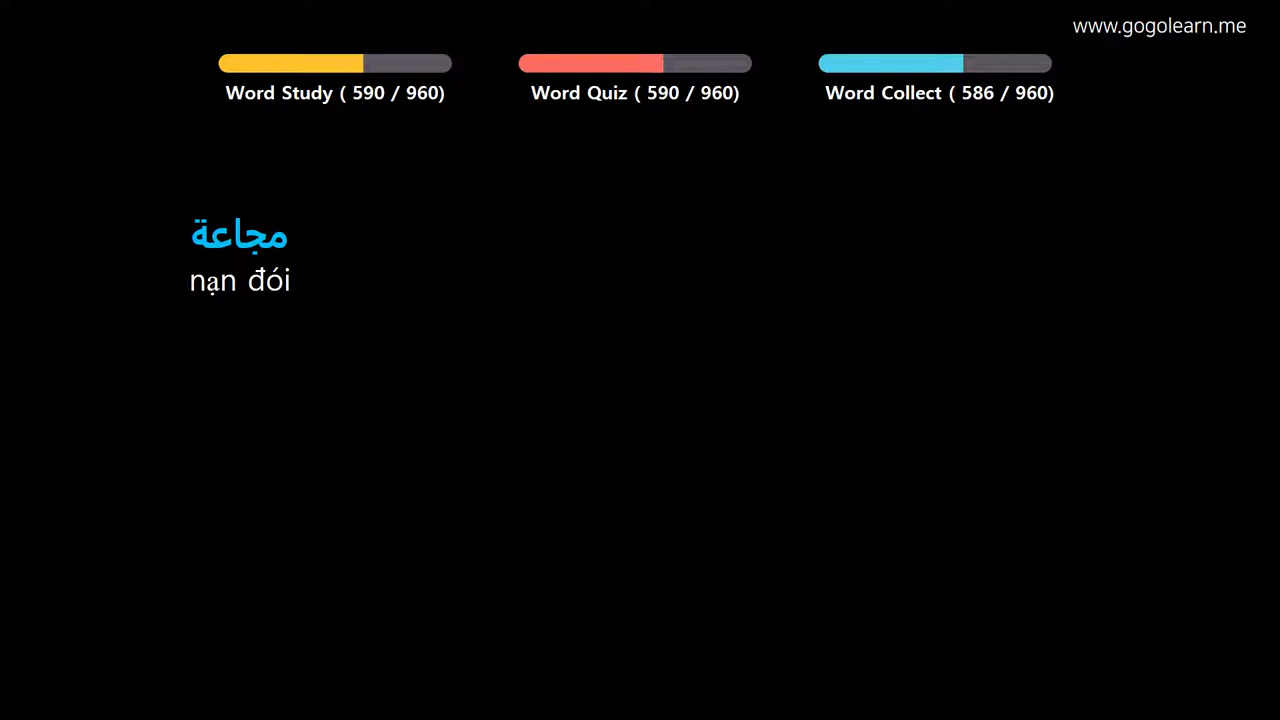 www.gogolearn.me
Word Study ( 590 / 960)
Word Quiz ( 590 / 960)
Word Collect ( 586 / 960)
مجاعة
nạn đói